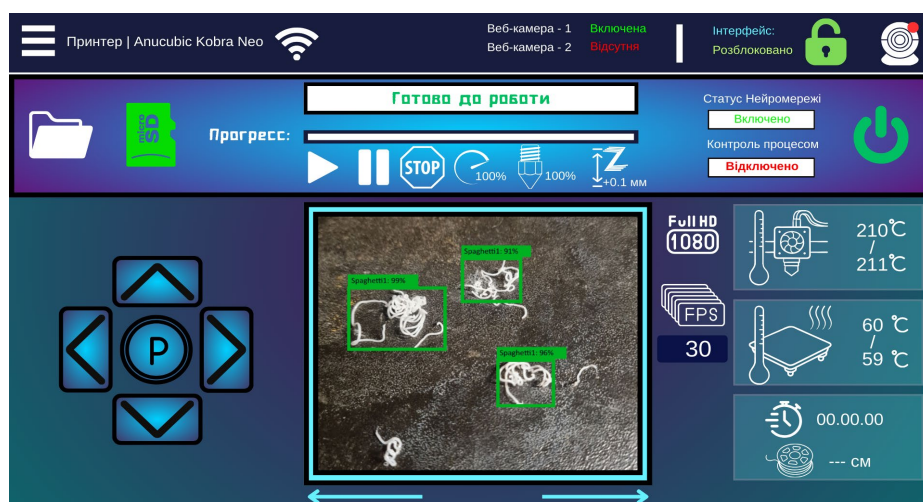 Принтер | Anucubic Kobra Neo
Веб-камера - 1 Включена
Веб-камера - 2 Відсутня
Інтерфейс:
Розблоковано
micro
SD
Готово до роботи
Прогресс:
STOP
100%
100%
Z
+0.1 мм
Статус Нейромережі
Включено
Контроль процесом
Відключено
P
Spaghetti1: 91%
Spaghetti1: 99%
Spaghetti1: 96%
Full HD
1080
FPS
30
210℃
/
211℃
60 ℃
/
59 ℃
00.00.00
--- см